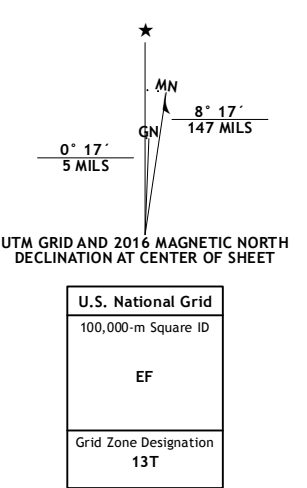 ★
MN
GN
8° 17´
147 MILS
0° 17´
5 MILS
UTM GRID AND 2016 MAGNETIC NORTH
DECLINATION AT CENTER OF SHEET
U.S. National Grid
100,000-m Square ID
EF
Grid Zone Designation
13T